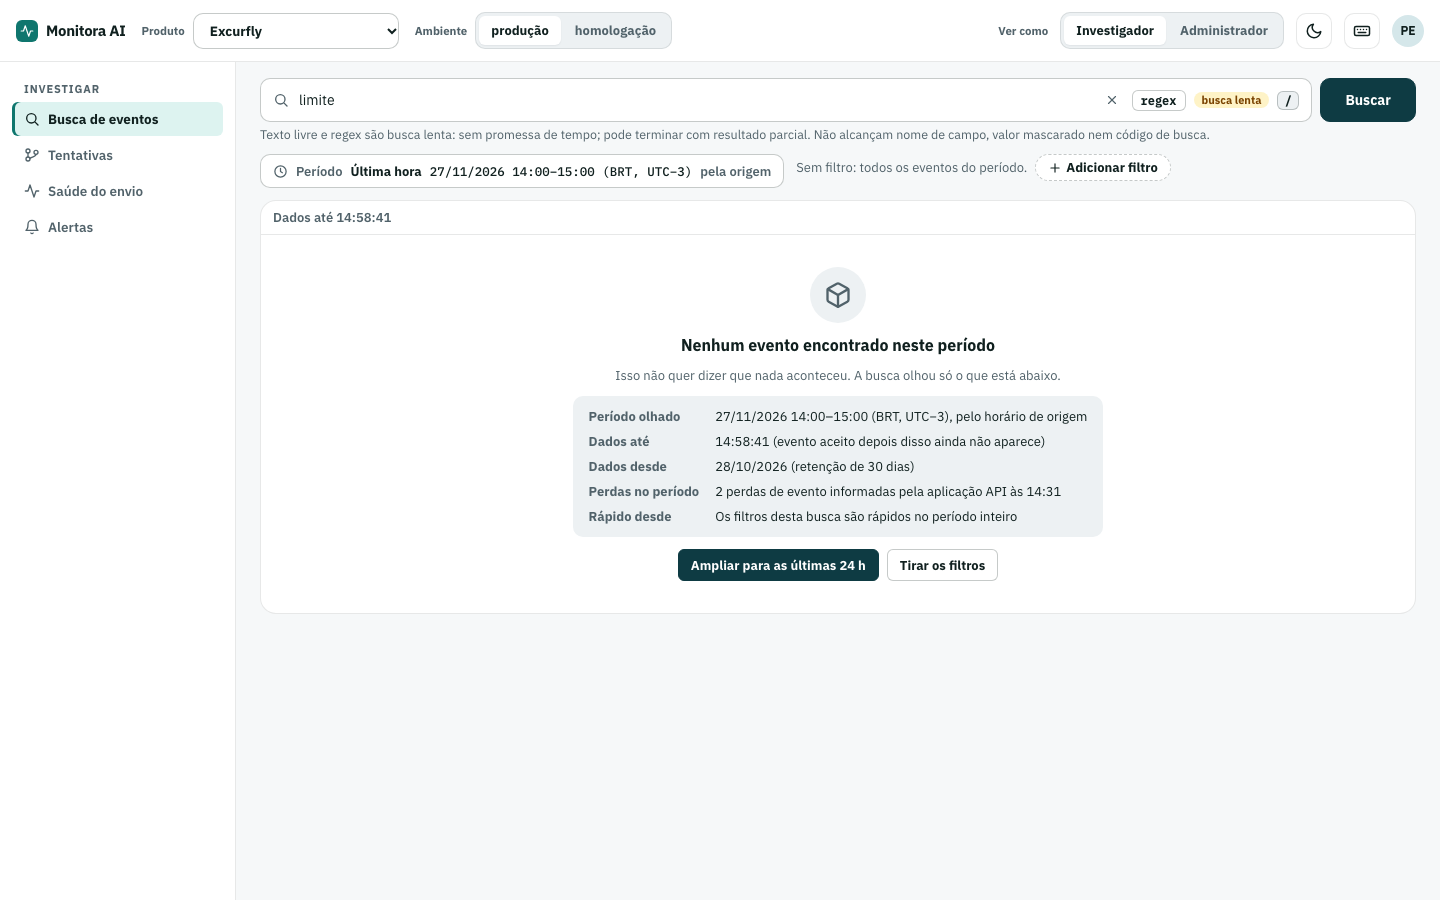 Monitora AI Produto Excurfly Ambiente produção homologação Ver como Investigador Administrador PE
INVESTIGAR
Busca de eventos
Tentativas
Saúde do envio
Alertas
limite regex busca lenta / Buscar
Texto livre e regex são busca lenta: sem promessa de tempo; pode terminar com resultado parcial. Não alcançam nome de campo, valor mascarado nem código de busca.
Período Última hora 27/11/2026 14:00–15:00 (BRT, UTC−3) pela origem Sem filtro: todos os eventos do período. Adicionar filtro
Dados até 14:58:41
Nenhum evento encontrado neste período
Isso não quer dizer que nada aconteceu. A busca olhou só o que está abaixo.
Período olhado 27/11/2026 14:00–15:00 (BRT, UTC−3), pelo horário de origem
Dados até 14:58:41 (evento aceito depois disso ainda não aparece)
Dados desde 28/10/2026 (retenção de 30 dias)
Perdas no período 2 perdas de evento informadas pela aplicação API às 14:31
Rápido desde Os filtros desta busca são rápidos no período inteiro
Ampliar para as últimas 24 h Tirar os filtros